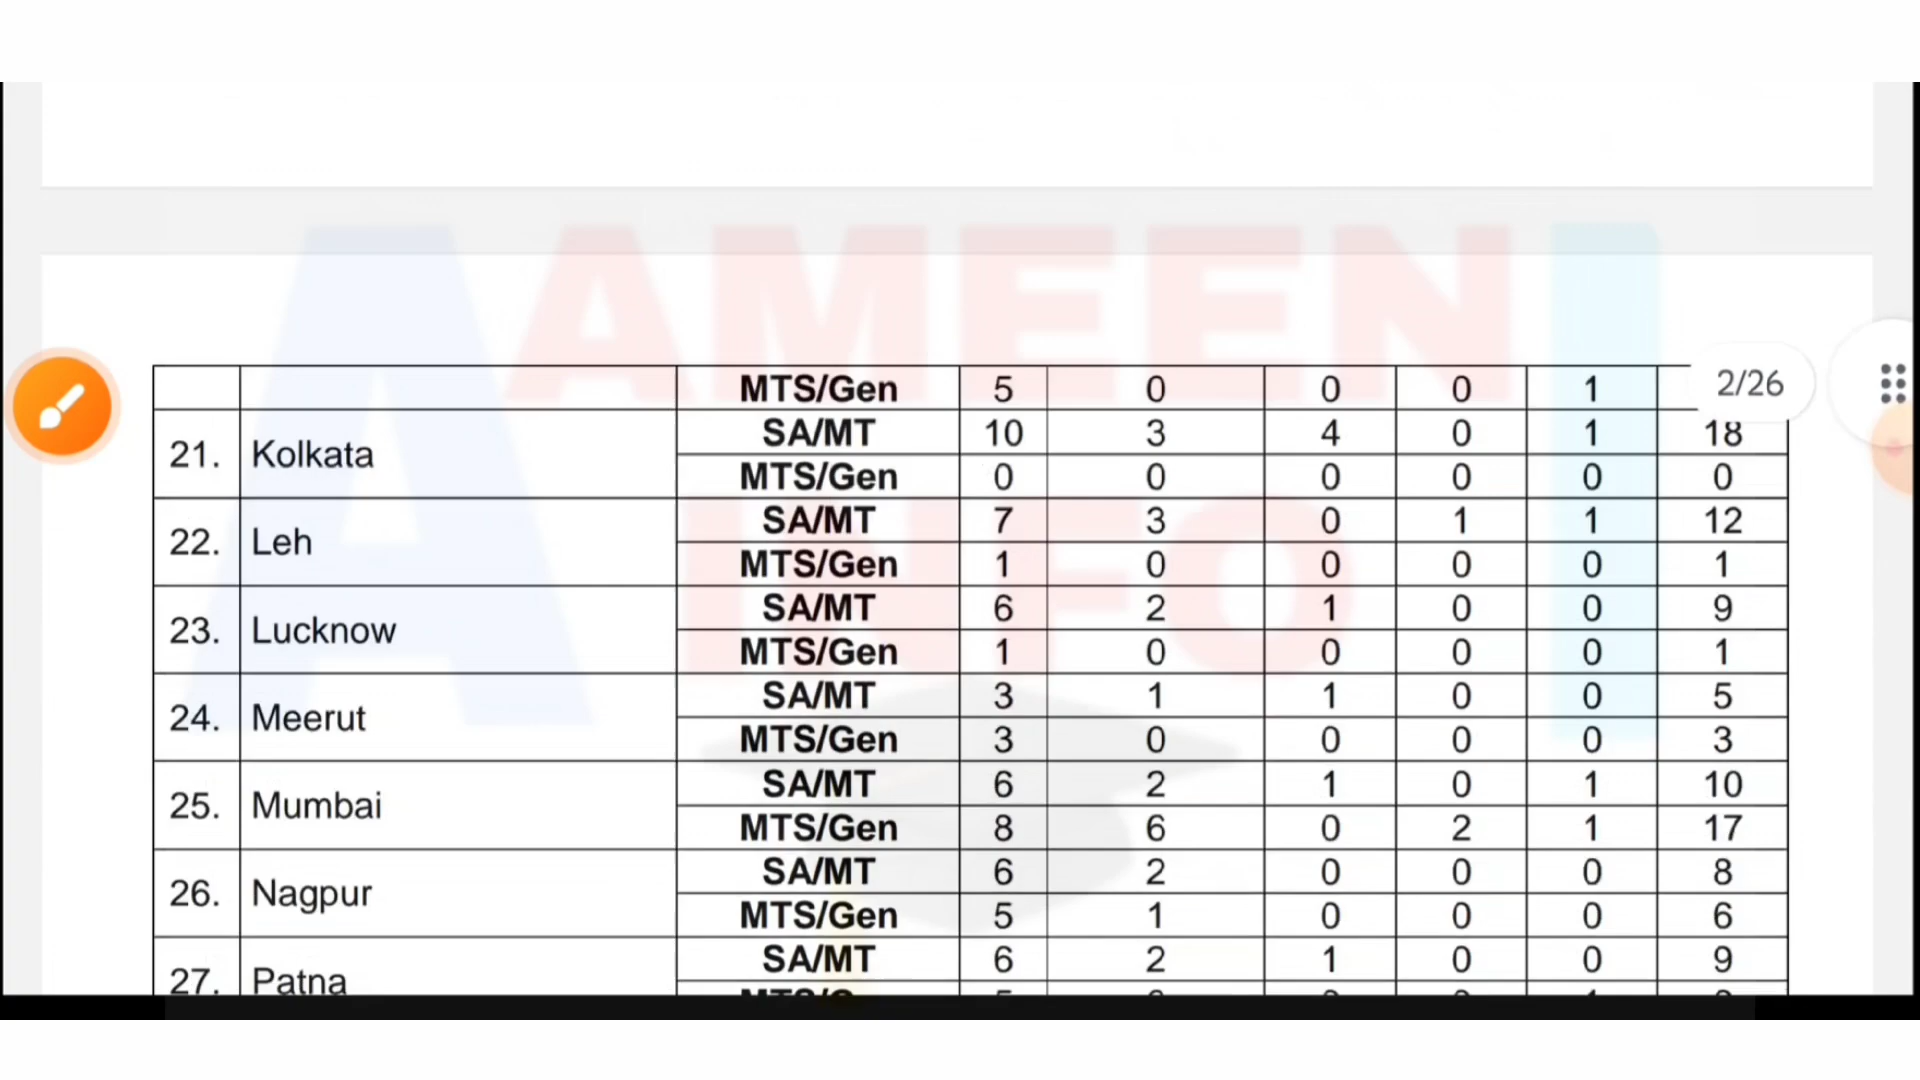 AMEEN
INFO
2/26
MTS/Gen 5 0 0 0 1
21. Kolkata SA/MT 10 3 4 0 1 18
MTS/Gen 0 0 0 0 0 0
22. Leh SA/MT 7 3 0 1 1 12
MTS/Gen 1 0 0 0 0 1
23. Lucknow SA/MT 6 2 1 0 0 9
MTS/Gen 1 0 0 0 0 1
24. Meerut SA/MT 3 1 1 0 0 5
MTS/Gen 3 0 0 0 0 3
25. Mumbai SA/MT 6 2 1 0 1 10
MTS/Gen 8 6 0 2 1 17
26. Nagpur SA/MT 6 2 0 0 0 8
MTS/Gen 5 1 0 0 0 6
27. Patna SA/MT 6 2 1 0 0 9